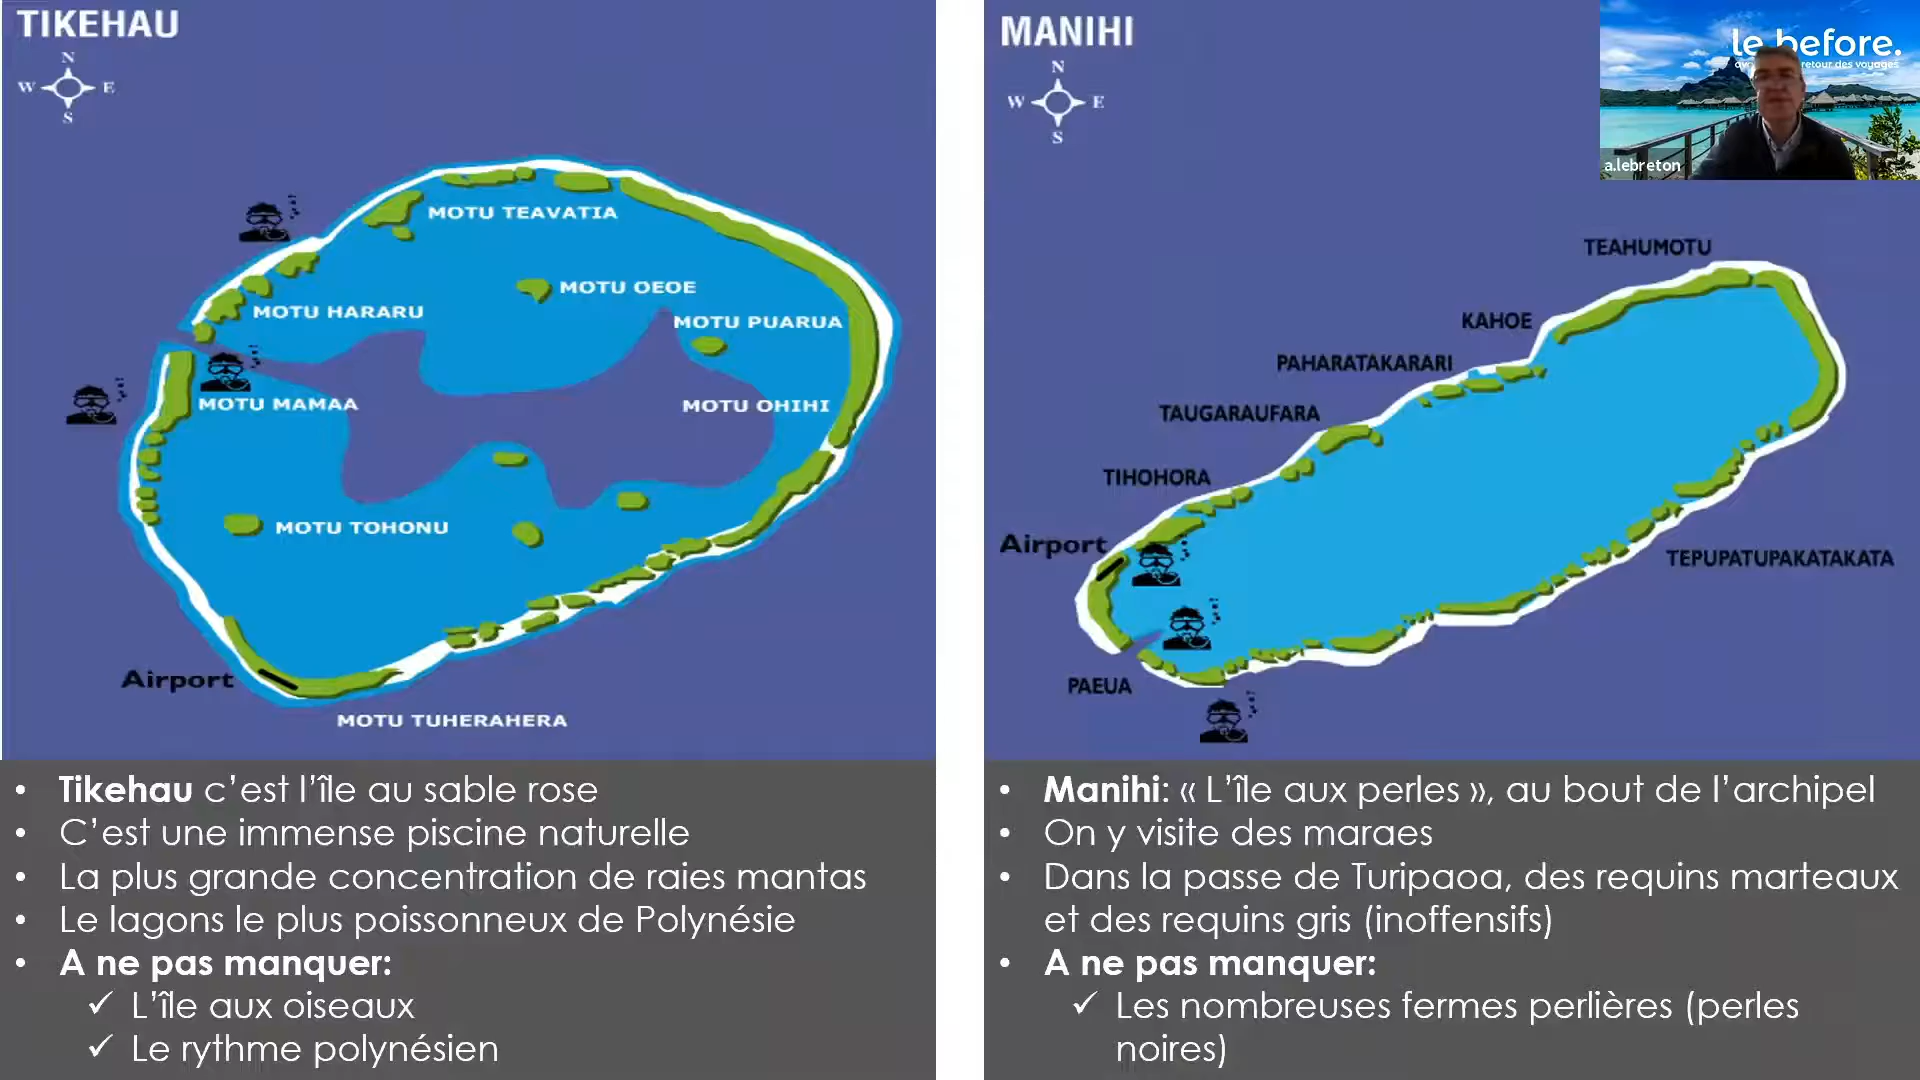 TIKEHAU
N
W E
S
MOTU TEAVATIA
MOTU OEOE
MOTU HARARU
MOTU PUARUA
MOTU MAMAA
MOTU OHIHI
MOTU TOHONU
Airport
MOTU TUHERAHERA
• Tikehau c’est l’île au sable rose
• C’est une immense piscine naturelle
• La plus grande concentration de raies mantas
• Le lagons le plus poissonneux de Polynésie
• A ne pas manquer:
✓ L’île aux oiseaux
✓ Le rythme polynésien
MANIHI
N
W E
S
TEAHUMOTU
KAHOE
PAHARATAKARARI
TAUGARAUFARA
TIHOHORA
Airport
TEPUPATUPAKATAKATA
PAEUA
• Manihi: « L’île aux perles », au bout de l’archipel
• On y visite des maraes
• Dans la passe de Turipaoa, des requins marteaux
et des requins gris (inoffensifs)
• A ne pas manquer:
✓ Les nombreuses fermes perlières (perles
noires)
le before.
retour des voyages
a.lebreton